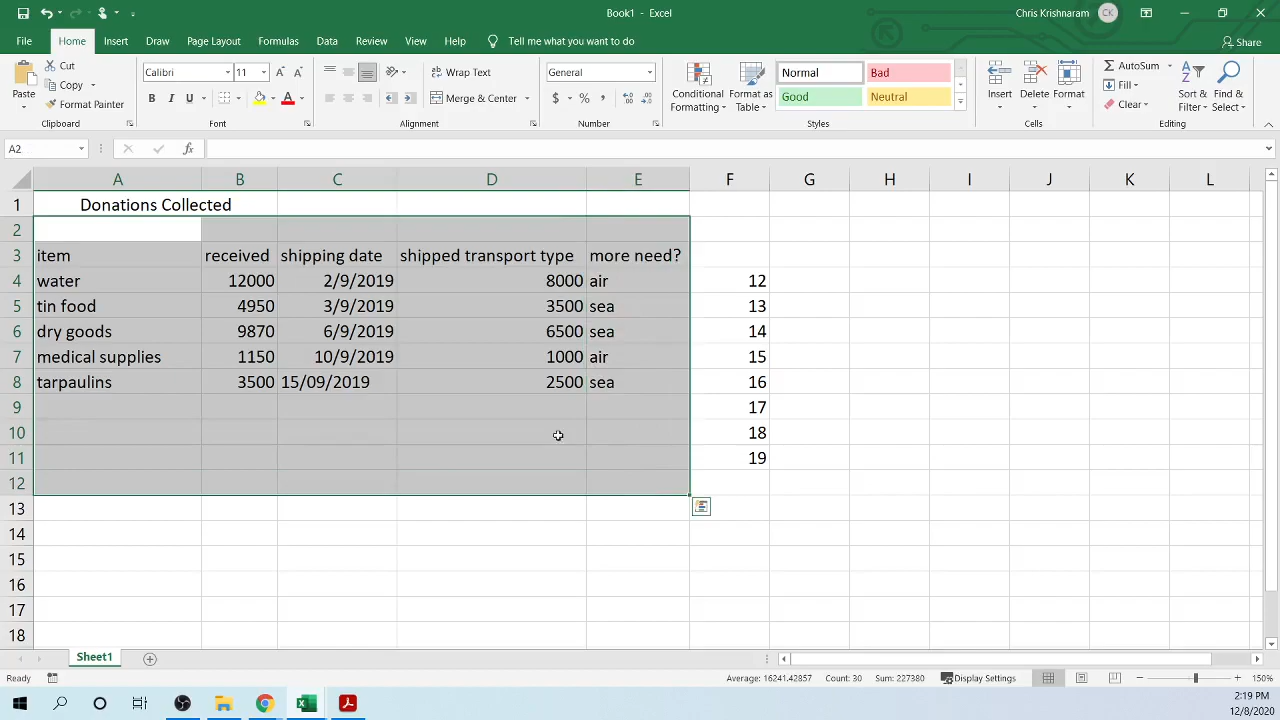 Book1 - Excel
Chris Krishnaram CK
File Home Insert Draw Page Layout Formulas Data Review View Help Tell me what you want to do Share
Paste
Cut
Copy
Format Painter
Clipboard
Calibri 11 A A
B I U A
Font
ab Wrap Text
Merge & Center
Alignment
General
$ % ,
Number
Conditional Formatting
Format as Table
Normal Bad
Good Neutral
Styles
Insert Delete Format
Cells
AutoSum
Fill
Clear
Sort & Filter
Find & Select
Editing
A2 fx
A B C D E F G H I J K L
1 Donations Collected
2
3 item received shipping date shipped transport type more need?
4 water 12000 2/9/2019 8000 air 12
5 tin food 4950 3/9/2019 3500 sea 13
6 dry goods 9870 6/9/2019 6500 sea 14
7 medical supplies 1150 10/9/2019 1000 air 15
8 tarpaulins 3500 15/09/2019 2500 sea 16
9 17
10 18
11 19
12
13
14
15
16
17
18
Sheet1
Ready Average: 16241.42857 Count: 30 Sum: 227380 Display Settings 150%
2:19 PM
12/8/2020